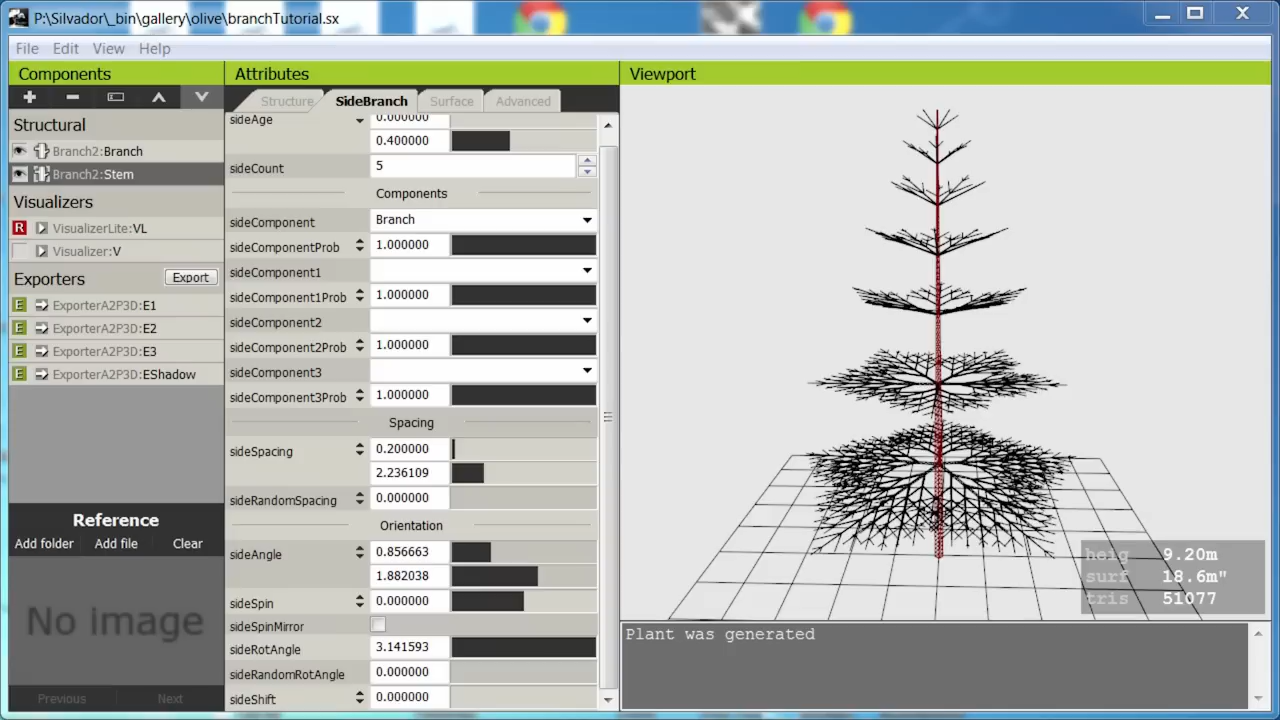 P:\Silvador\_bin\gallery\olive\branchTutorial.sx
File Edit View Help
Components
Attributes
Viewport
Structure SideBranch Surface Advanced
Structural
Branch2:Branch
Branch2:Stem
Visualizers
R VisualizerLite:VL
Visualizer:V
Exporters Export
E ExporterA2P3D:E1
E ExporterA2P3D:E2
E ExporterA2P3D:E3
E ExporterA2P3D:EShadow
Reference
Add folder Add file Clear
No Image
Previous Next
sideAge 0.000000
0.400000
sideCount 5
Components
sideComponent Branch
sideComponentProb 1.000000
sideComponent1
sideComponent1Prob 1.000000
sideComponent2
sideComponent2Prob 1.000000
sideComponent3
sideComponent3Prob 1.000000
Spacing
sideSpacing 0.200000
2.236109
sideRandomSpacing 0.000000
Orientation
sideAngle 0.856663
1.882038
sideSpin 0.000000
sideSpinMirror
sideRotAngle 3.141593
sideRandomRotAngle 0.000000
sideShift 0.000000
heig 9.20m
surf 18.6m"
tris 51077
Plant was generated